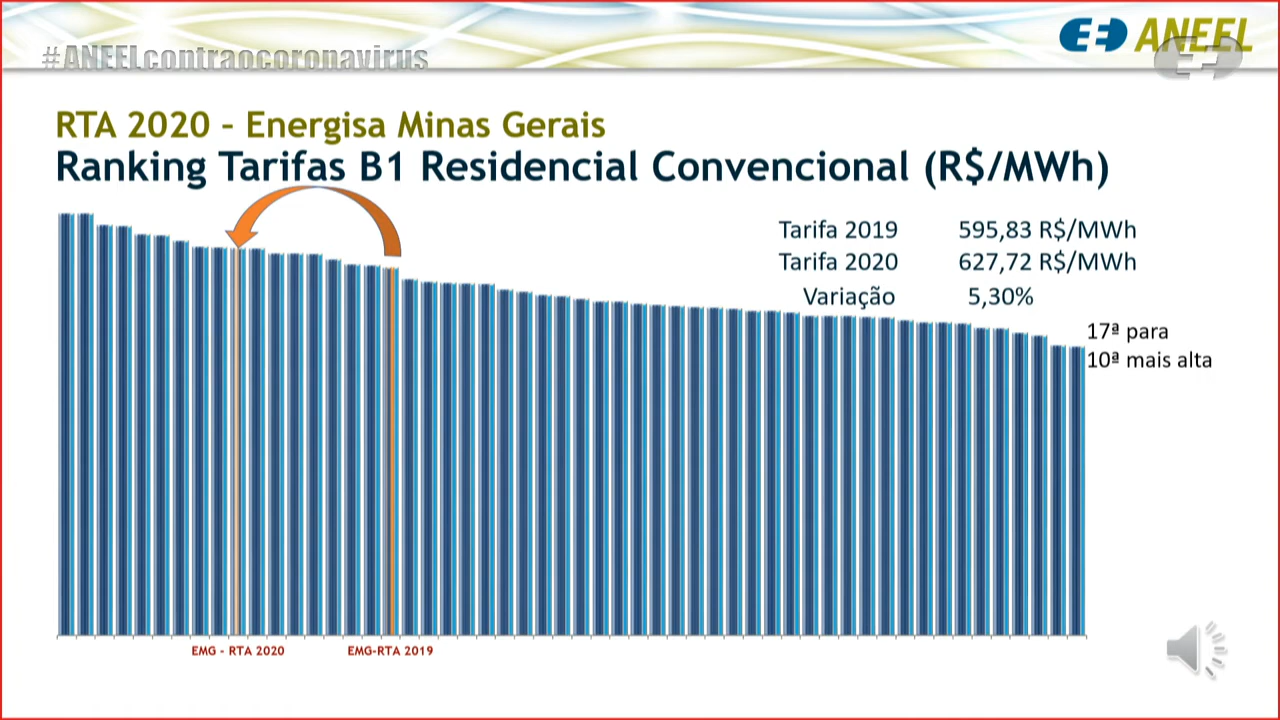 #ANEELcontraocoronavirus
ANEEL
RTA 2020 – Energisa Minas Gerais
Ranking Tarifas B1 Residencial Convencional (R$/MWh)
Tarifa 2019 595,83 R$/MWh
Tarifa 2020 627,72 R$/MWh
Variação 5,30%
17ª para
10ª mais alta
EMG - RTA 2020 EMG-RTA 2019